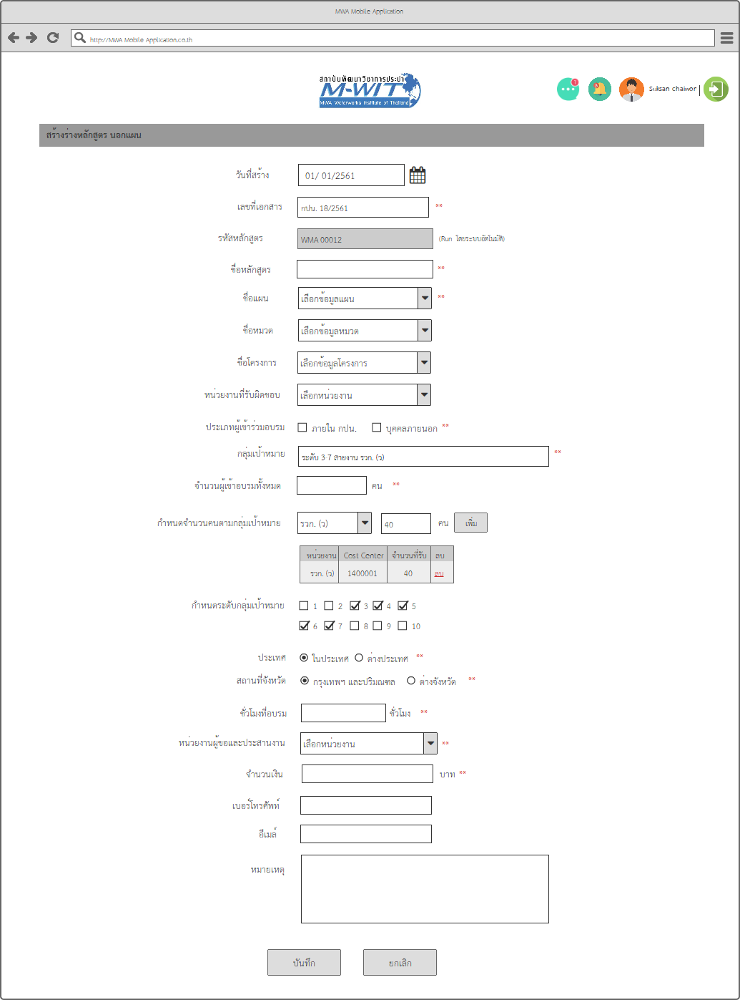 MWA Mobile Application
http://MWA Mobile Application.co.th
สถาบันพัฒนาวิชาการประปา
M-WIT
MWA Waterworks Institute of Thailand
1
3
Suksan chaiwor
สร้างร่างหลักสูตร นอกแผน
วันที่สร้าง 01/ 01/2561
เลขที่เอกสาร กปน. 18/2561 **
รหัสหลักสูตร WMA 00012 (Run โดยระบบอัตโนมัติ)
ชื่อหลักสูตร **
ชื่อแผน เลือกข้อมูลแผน **
ชื่อหมวด เลือกข้อมูลหมวด
ชื่อโครงการ เลือกข้อมูลโครงการ
หน่วยงานที่รับผิดชอบ เลือกหน่วยงาน
ประเภทผู้เข้าร่วมอบรม ภายใน กปน. บุคคลภายนอก **
กลุ่มเป้าหมาย ระดับ 3-7 สายงาน รวก. (ว) **
จำนวนผู้เข้าอบรมทั้งหมด คน **
กำหนดจำนวนคนตามกลุ่มเป้าหมาย รวก. (ว) 40 คน เพิ่ม
หน่วยงาน Cost Center จำนวนที่รับ ลบ
รวก. (ว) 1400001 40 ลบ
กำหนดระดับกลุ่มเป้าหมาย 1 2 3 4 5
6 7 8 9 10
ประเทศ ในประเทศ ต่างประเทศ **
สถานที่จังหวัด กรุงเทพฯ และปริมณฑล ต่างจังหวัด **
ชั่วโมงที่อบรม ชั่วโมง **
หน่วยงานผู้ขอและประสานงาน เลือกหน่วยงาน **
จำนวนเงิน บาท **
เบอร์โทรศัพท์
อีเมล์
หมายเหตุ
บันทึก ยกเลิก